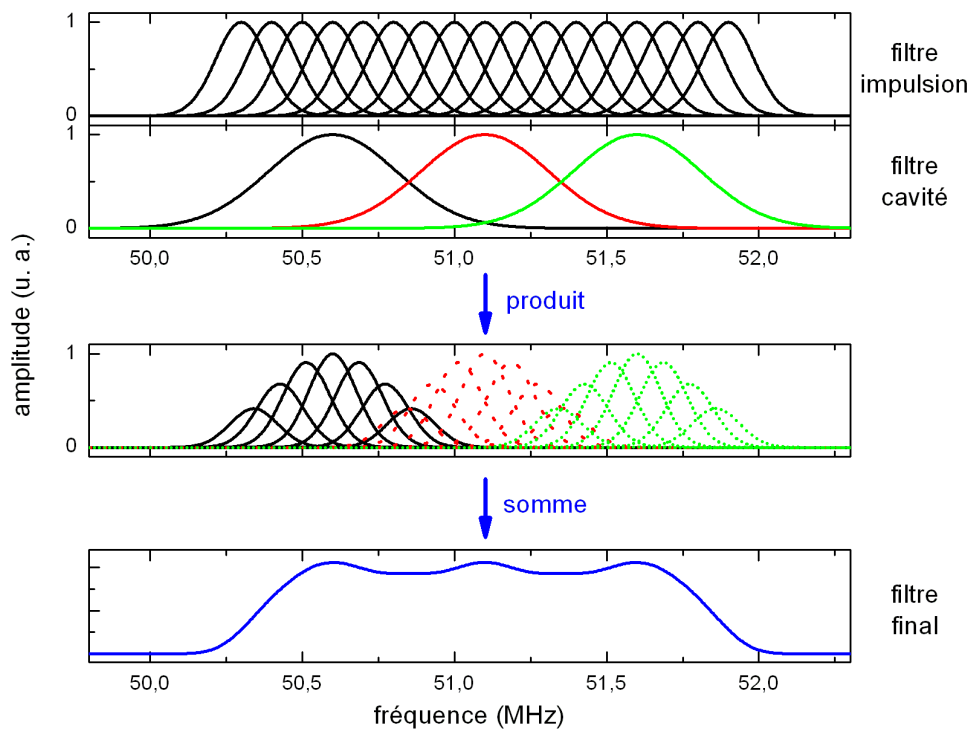 1
0
filtre
impulsion
1
0
filtre
cavité
50,0 50,5 51,0 51,5 52,0
produit
amplitude (u. a.)
1
0
somme
filtre
final
50,0 50,5 51,0 51,5 52,0
fréquence (MHz)